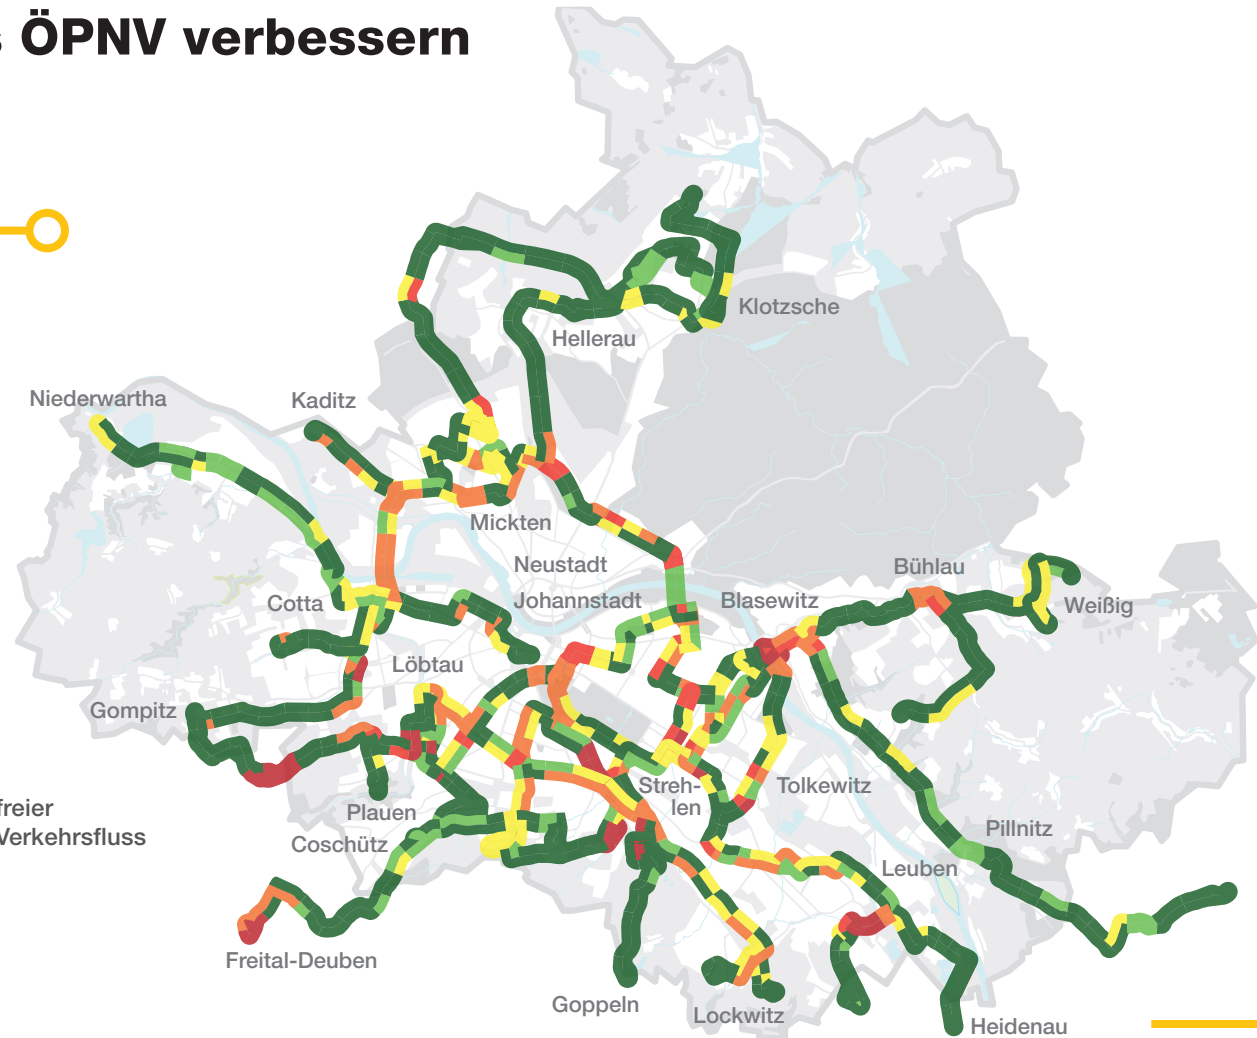 s ÖPNV verbessern
Klotzsche
Hellerau
Niederwartha
Kaditz
Mickten
Neustadt
Johannstadt
Blasewitz
Bühlau
Weißig
Cotta
Löbtau
Gompitz
Streh-
len
Tolkewitz
Plauen
Coschütz
freier
Verkehrsfluss
Pillnitz
Leuben
Freital-Deuben
Goppeln
Lockwitz
Heidenau